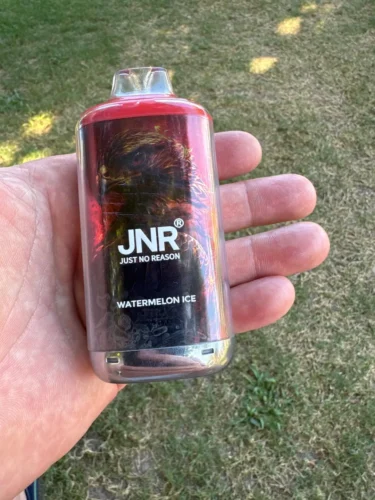 JNR®
JUST NO REASON
WATERMELON ICE